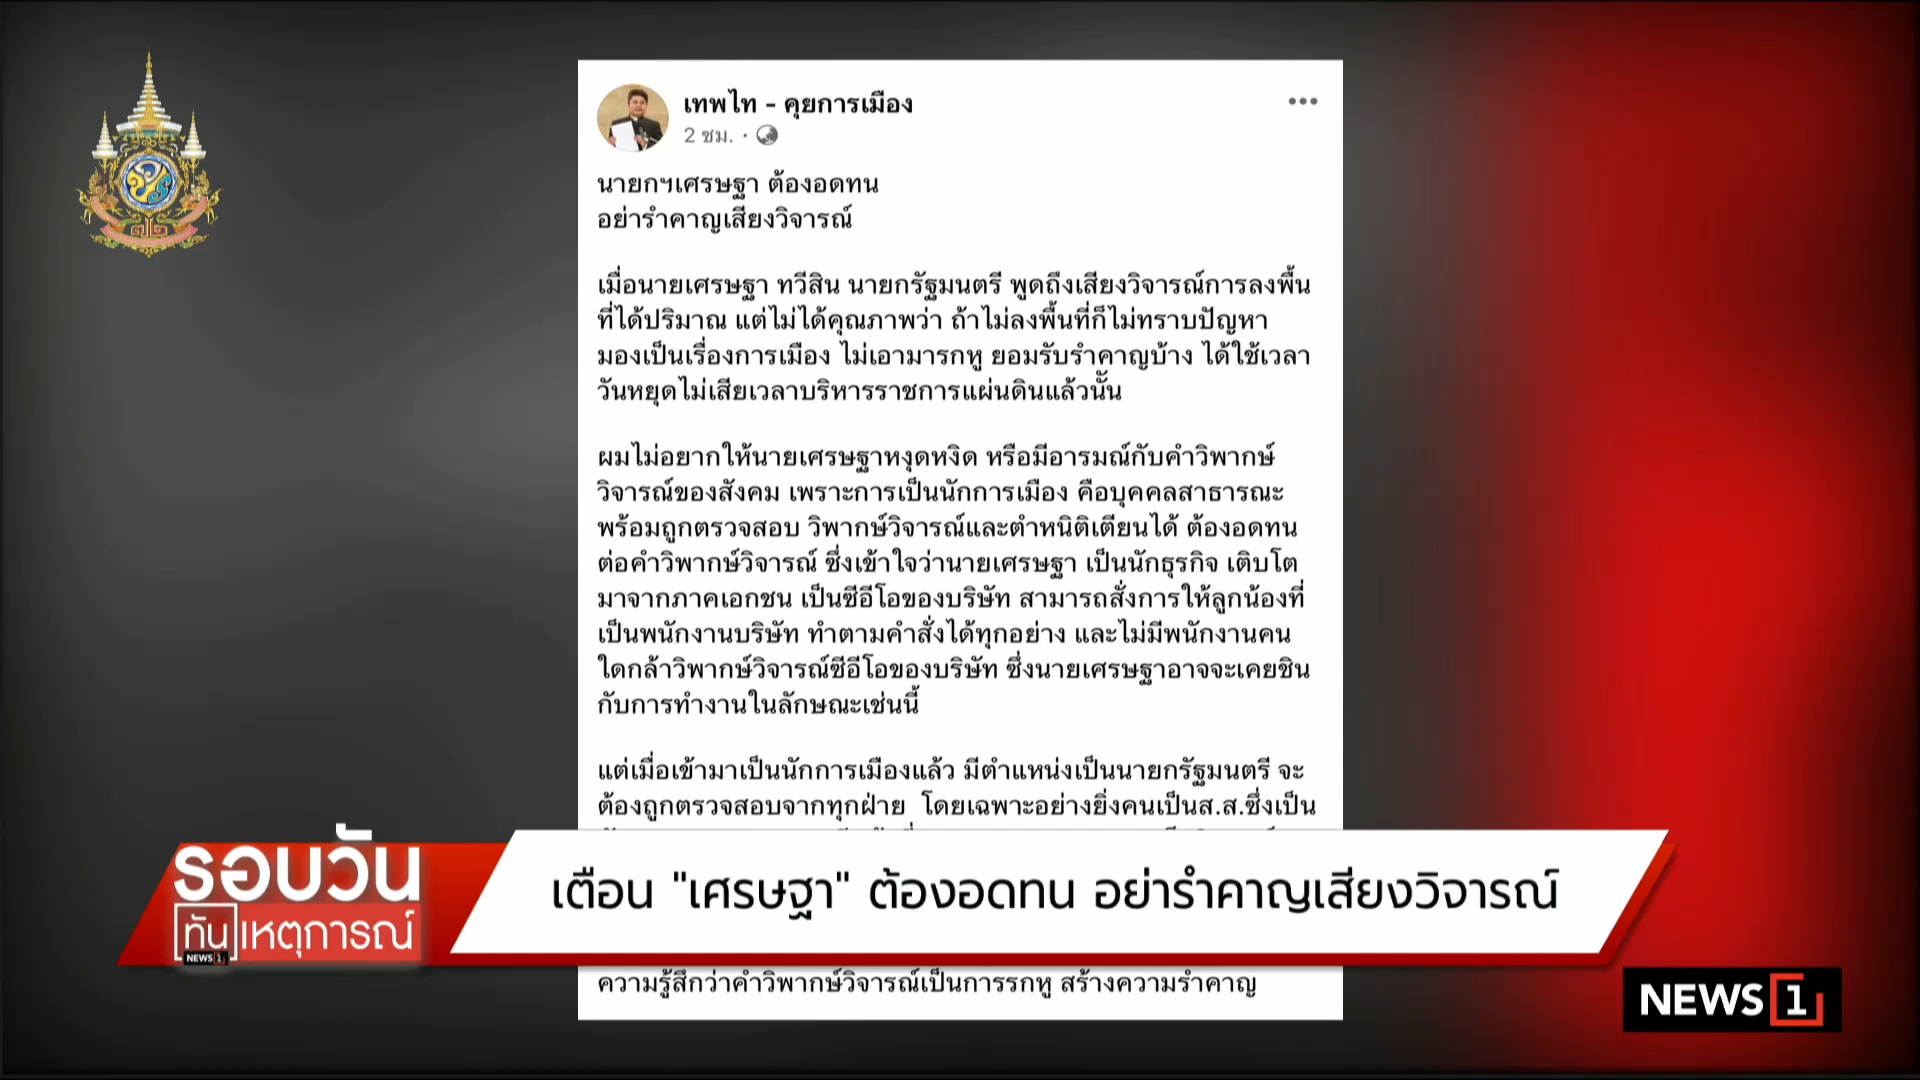 เทพไท - คุยการเมือง
2 ชม. ·
นายกฯเศรษฐา ต้องอดทน
อย่ารำคาญเสียงวิจารณ์
เมื่อนายเศรษฐา ทวีสิน นายกรัฐมนตรี พูดถึงเสียงวิจารณ์การลงพื้น
ที่ได้ปริมาณ แต่ไม่ได้คุณภาพว่า ถ้าไม่ลงพื้นที่ก็ไม่ทราบปัญหา
มองเป็นเรื่องการเมือง ไม่เอามารกหู ยอมรับรำคาญบ้าง ได้ใช้เวลา
วันหยุดไม่เสียเวลาบริหารราชการแผ่นดินแล้วนั้น
ผมไม่อยากให้นายเศรษฐาหงุดหงิด หรือมีอารมณ์กับคำวิพากษ์
วิจารณ์ของสังคม เพราะการเป็นนักการเมือง คือบุคคลสาธารณะ
พร้อมถูกตรวจสอบ วิพากษ์วิจารณ์และตำหนิติเตียนได้ ต้องอดทน
ต่อคำวิพากษ์วิจารณ์ ซึ่งเข้าใจว่านายเศรษฐา เป็นนักธุรกิจ เติบโต
มาจากภาคเอกชน เป็นซีอีโอของบริษัท สามารถสั่งการให้ลูกน้องที่
เป็นพนักงานบริษัท ทำตามคำสั่งได้ทุกอย่าง และไม่มีพนักงานคน
ใดกล้าวิพากษ์วิจารณ์ซีอีโอของบริษัท ซึ่งนายเศรษฐาอาจจะเคยชิน
กับการทำงานในลักษณะเช่นนี้
แต่เมื่อเข้ามาเป็นนักการเมืองแล้ว มีตำแหน่งเป็นนายกรัฐมนตรี จะ
ต้องถูกตรวจสอบจากทุกฝ่าย  โดยเฉพาะอย่างยิ่งคนเป็นส.ส.ซึ่งเป็น
รอบวัน
ทันเหตุการณ์
NEWS 1
เตือน "เศรษฐา" ต้องอดทน อย่ารำคาญเสียงวิจารณ์
ความรู้สึกว่าคำวิพากษ์วิจารณ์เป็นการรกหู สร้างความรำคาญ
NEWS 1